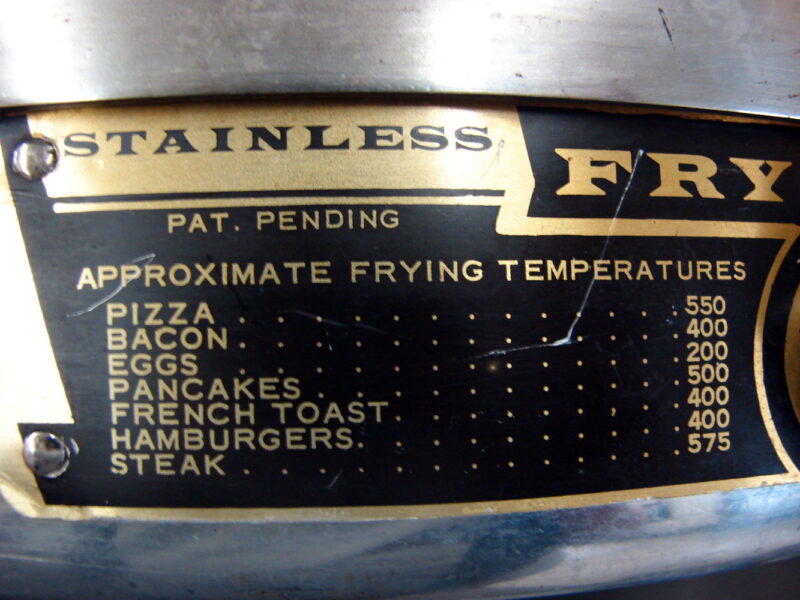 STAINLESS FRY
PAT. PENDING
APPROXIMATE FRYING TEMPERATURES
PIZZA . . . . . . . . . . . . 550
BACON . . . . . . . . . . . . 400
EGGS . . . . . . . . . . . . 200
PANCAKES . . . . . . . . . . 500
FRENCH TOAST . . . . . . . . 400
HAMBURGERS . . . . . . . . . 400
STEAK . . . . . . . . . . . . 575